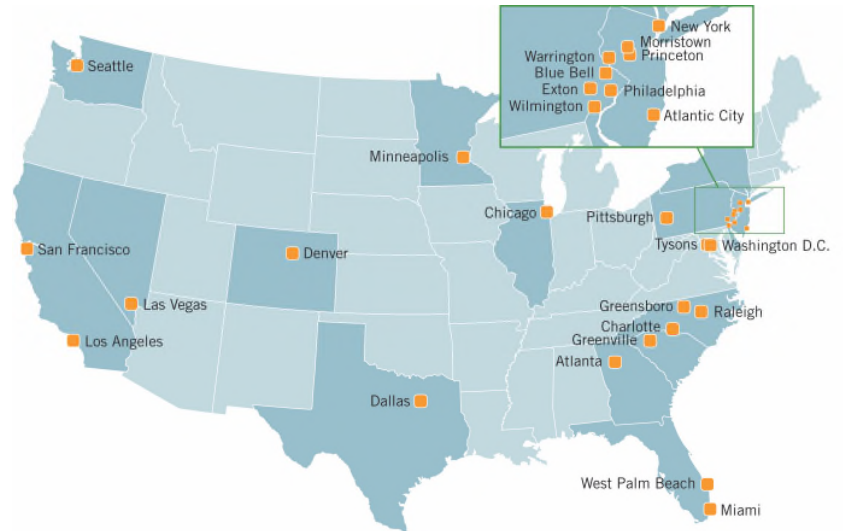 New York
Morristown
Princeton
Warrington
Blue Bell
Exton
Philadelphia
Wilmington
Atlantic City
Seattle
Minneapolis
Chicago
Pittsburgh
Tysons
Washington D.C.
San Francisco
Denver
Las Vegas
Los Angeles
Greensboro
Raleigh
Charlotte
Greenville
Atlanta
Dallas
West Palm Beach
Miami